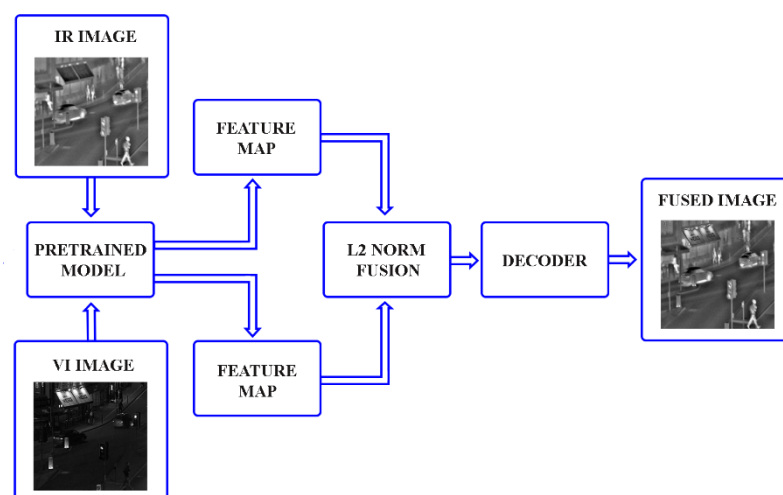 IR IMAGE
FEATURE
MAP
PRETRAINED
MODEL
L2 NORM
FUSION
DECODER
FUSED IMAGE
VI IMAGE
FEATURE
MAP